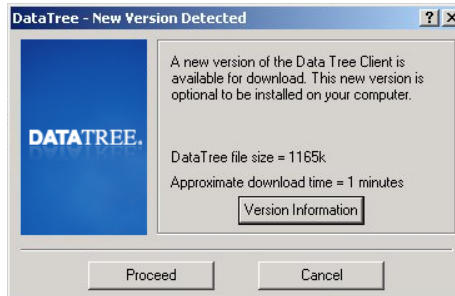 DataTree - New Version Detected
A new version of the Data Tree Client is
available for download. This new version is
optional to be installed on your computer.
DATATREE.
DataTree file size = 1165k
Approximate download time = 1 minutes
Version Information
Proceed
Cancel